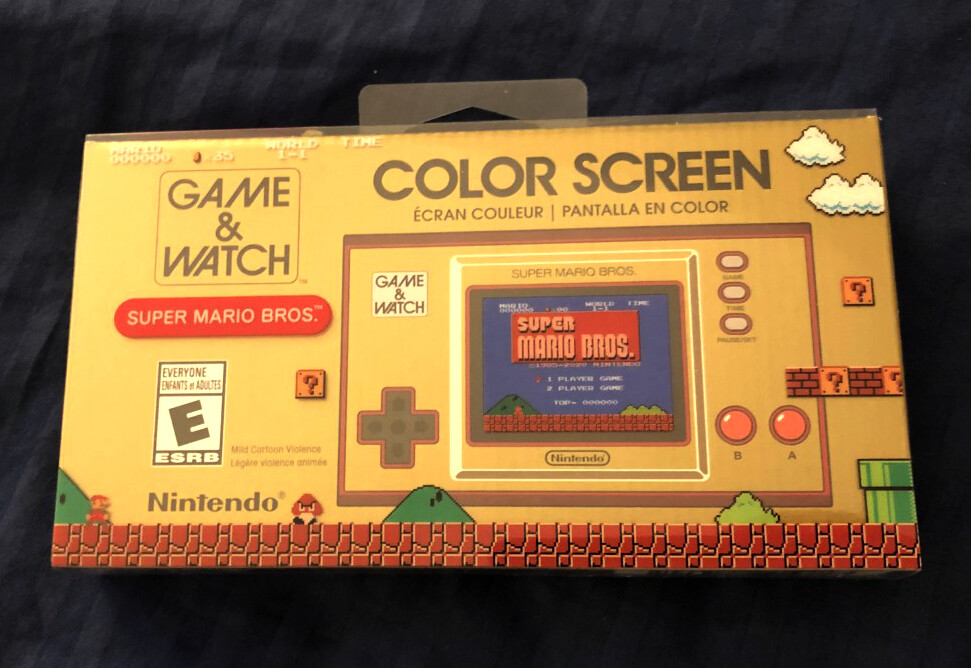 MARIO WORLD TIME
000000 .35 1-1
GAME
&
WATCH™
SUPER MARIO BROS.™
COLOR SCREEN
ÉCRAN COULEUR | PANTALLA EN COLOR
EVERYONE
ENFANTS et ADULTES
E
ESRB
Mild Cartoon Violence
Légère violence animée
Nintendo®
GAME
&
WATCH
SUPER MARIO BROS.
MARIO WORLD TIME
000000 00 1-1
SUPER
MARIO BROS.
©1985-2020 NINTENDO
1 PLAYER GAME
2 PLAYER GAME
TOP- 000000
Nintendo
GAME
TIME
PAUSE/SET
B A
?
?
?
?